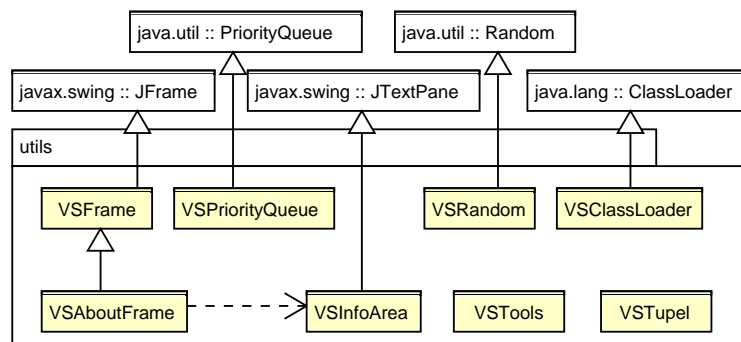 java.util :: PriorityQueue
java.util :: Random
javax.swing :: JFrame
javax.swing :: JTextPane
java.lang :: ClassLoader
utils
VSFrame
VSPriorityQueue
VSRandom
VSClassLoader
VSAboutFrame
VSInfoArea
VSTools
VSTupel